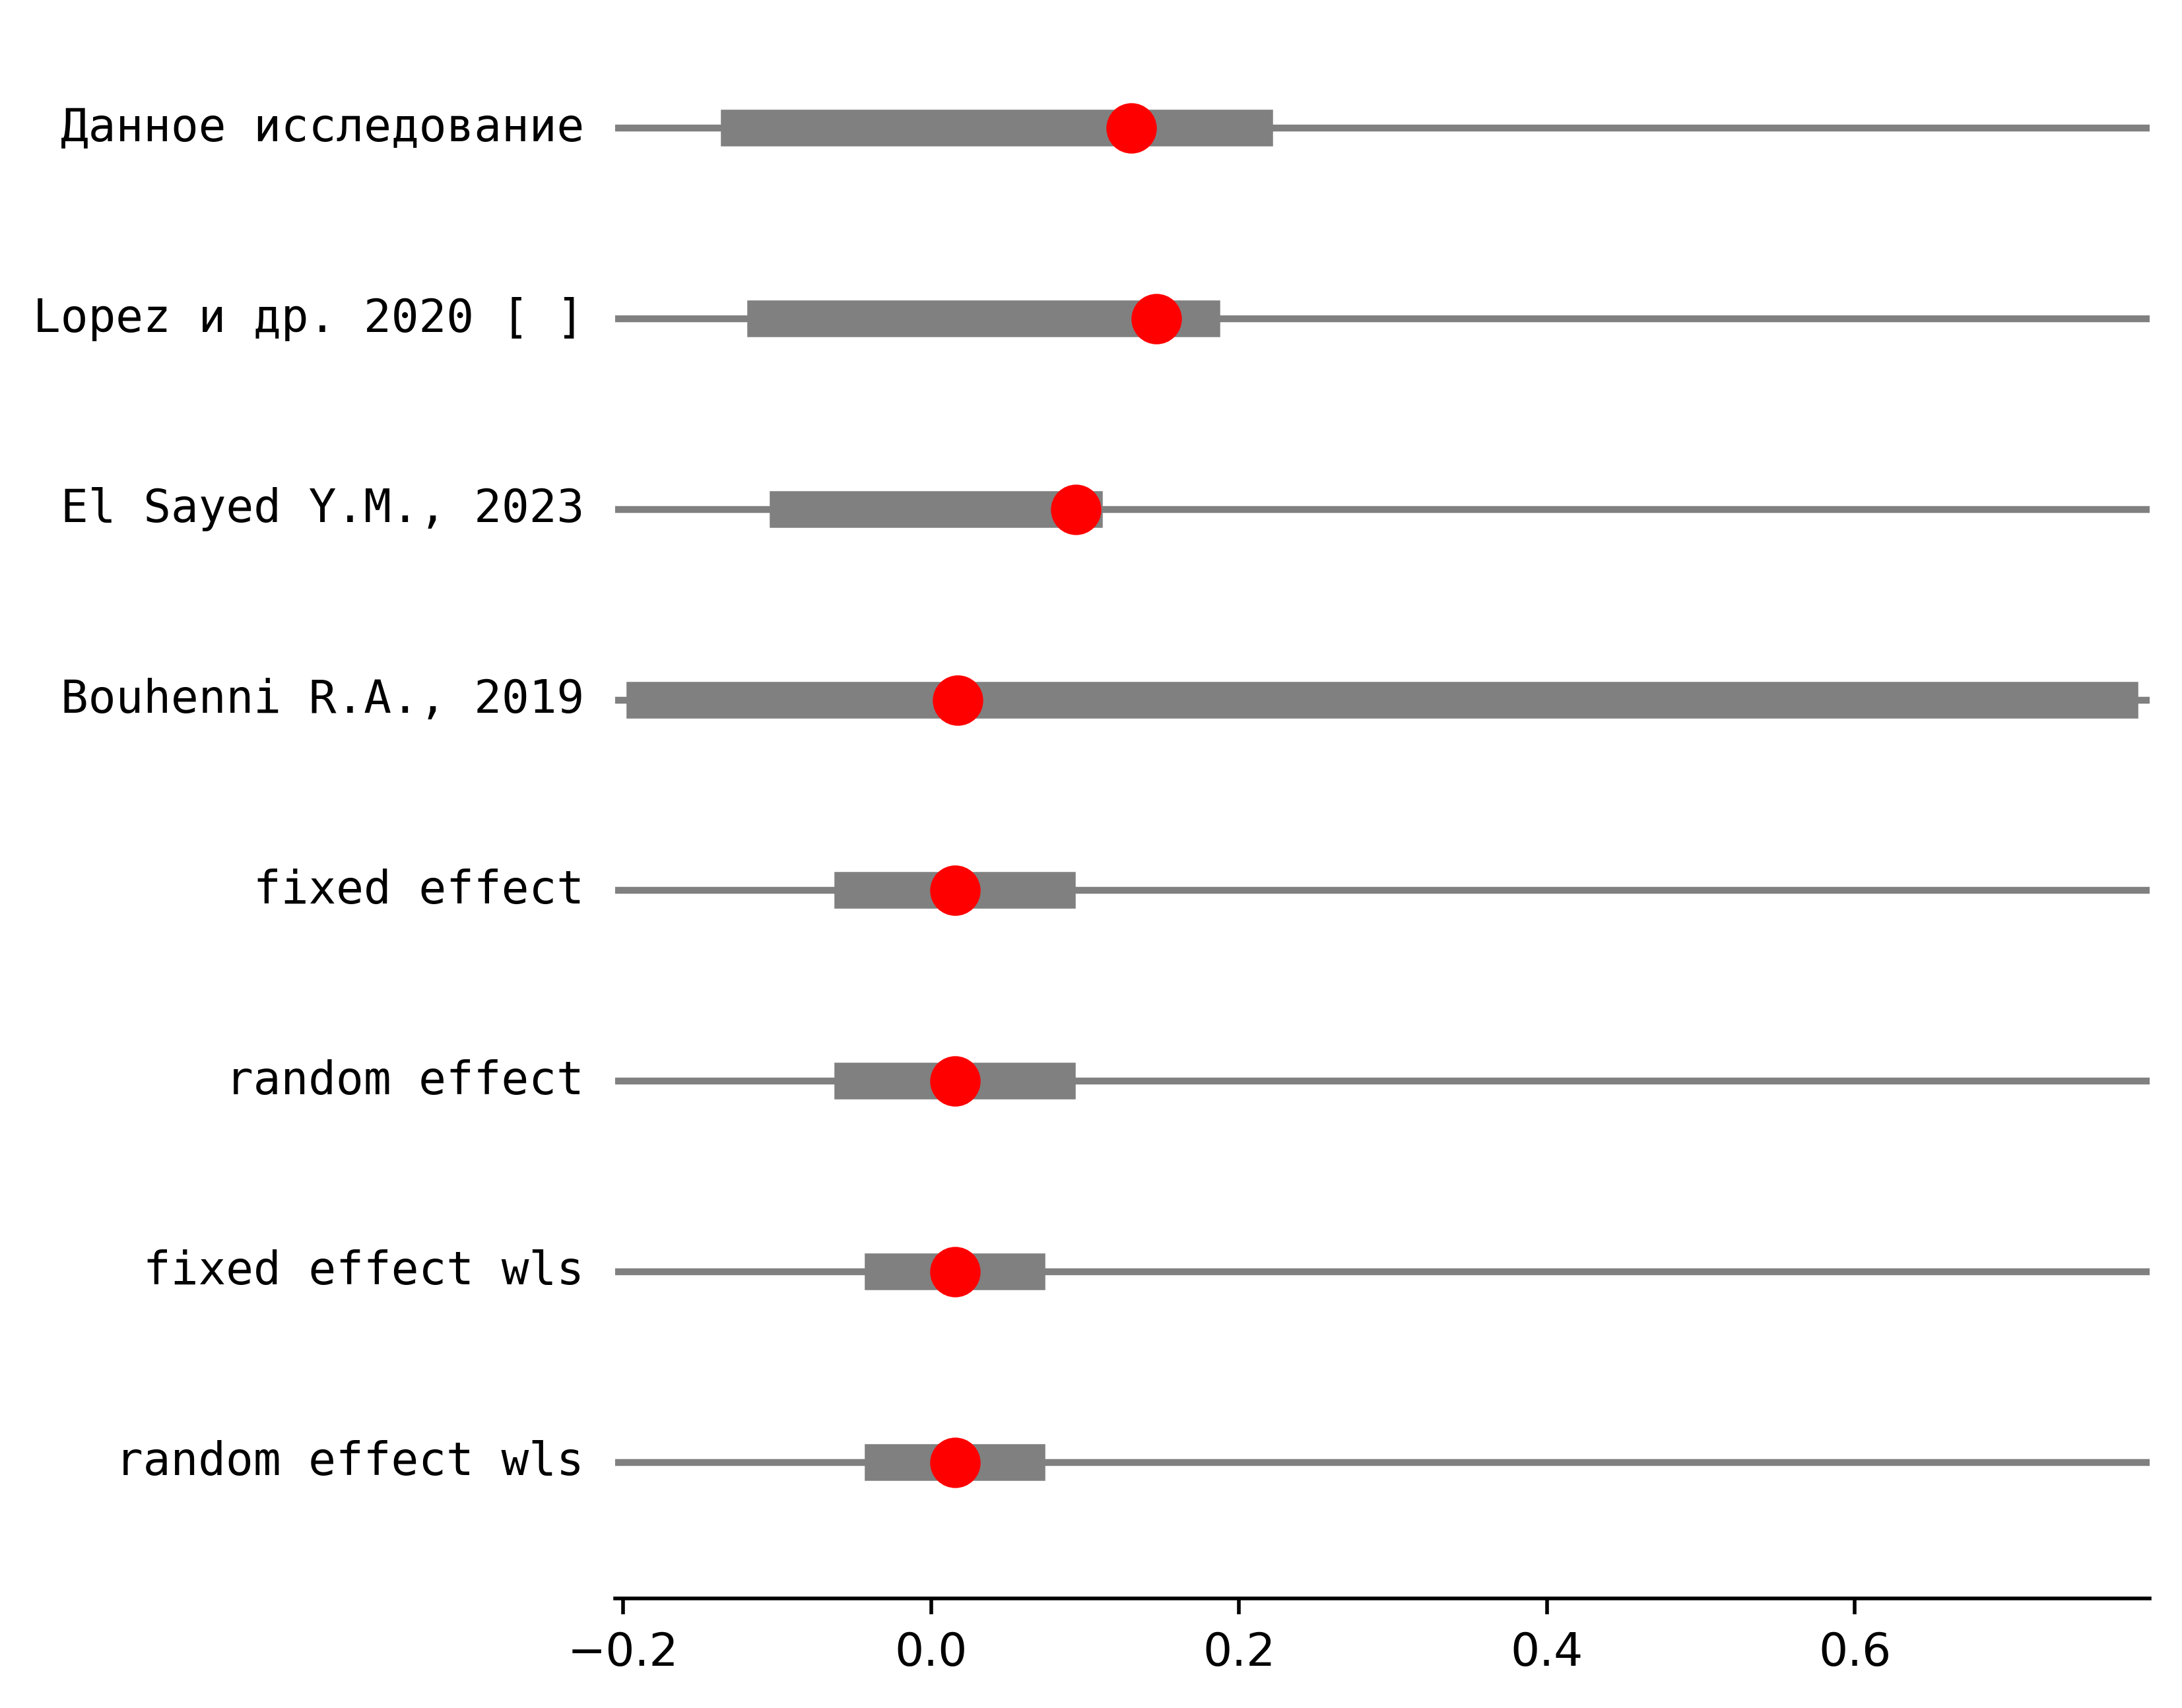 Данное исследование
Lopez и др. 2020 [ ]
El Sayed Y.M., 2023
Bouhenni R.A., 2019
fixed effect
random effect
fixed effect wls
random effect wls
−0.2 0.0 0.2 0.4 0.6